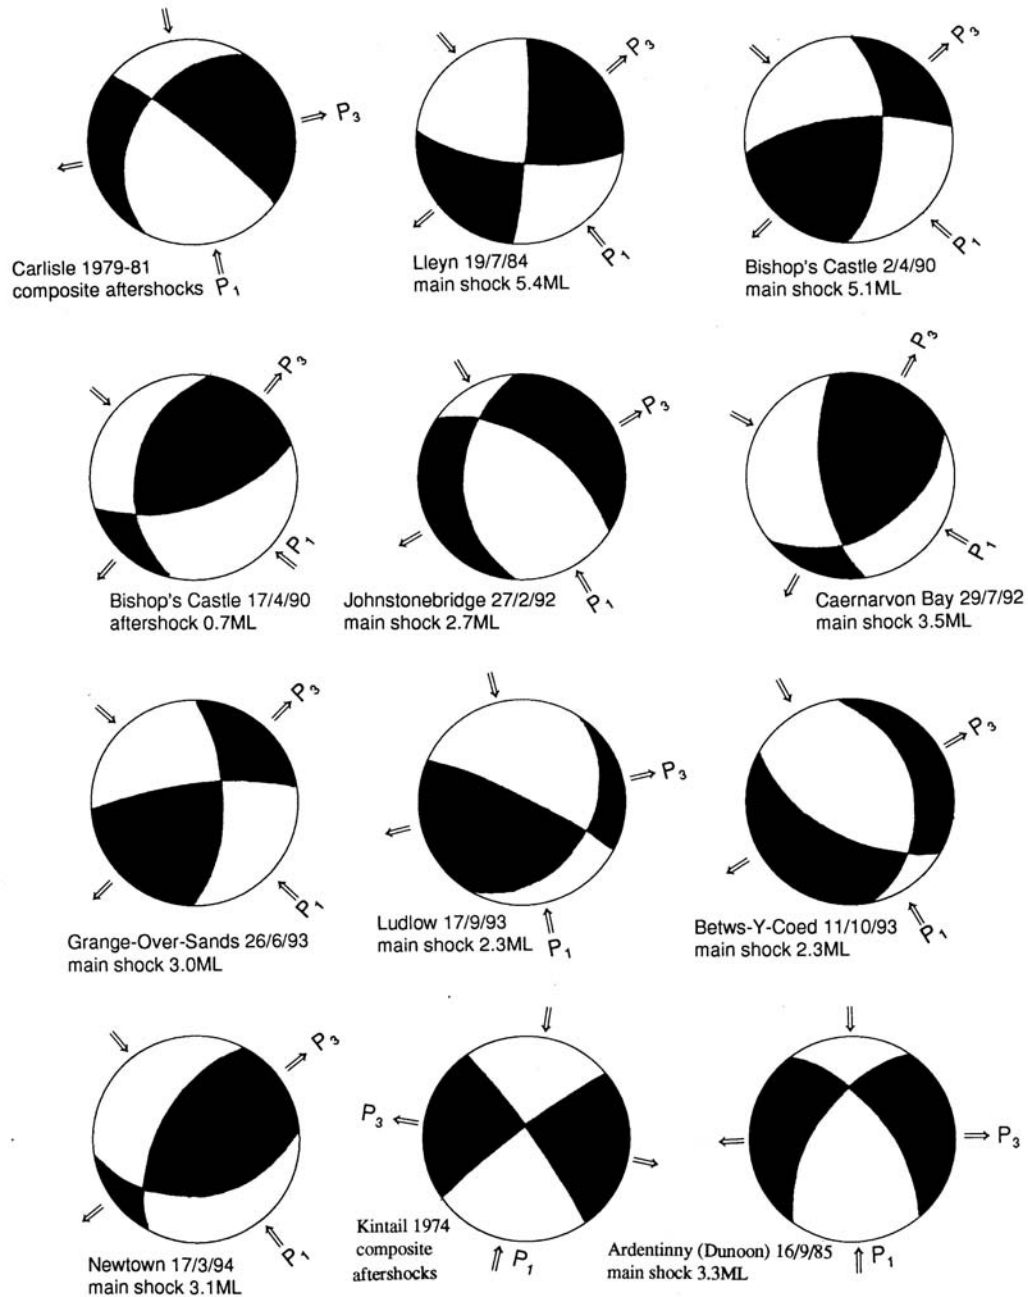 P3
Carlisle 1979-81
composite aftershocks P1
P3
P1
Lleyn 19/7/84
main shock 5.4ML
P3
P1
Bishop's Castle 2/4/90
main shock 5.1ML
P3
P1
Bishop's Castle 17/4/90
aftershock 0.7ML
P3
P1
Johnstonebridge 27/2/92
main shock 2.7ML
P3
P1
Caernarvon Bay 29/7/92
main shock 3.5ML
P3
P1
Grange-Over-Sands 26/6/93
main shock 3.0ML
P3
Ludlow 17/9/93
main shock 2.3ML P1
P3
P1
Betws-Y-Coed 11/10/93
main shock 2.3ML
P3
P1
Newtown 17/3/94
main shock 3.1ML
P3
Kintail 1974
composite
aftershocks
P1
P3
Ardentinny (Dunoon) 16/9/85
main shock 3.3ML
P1